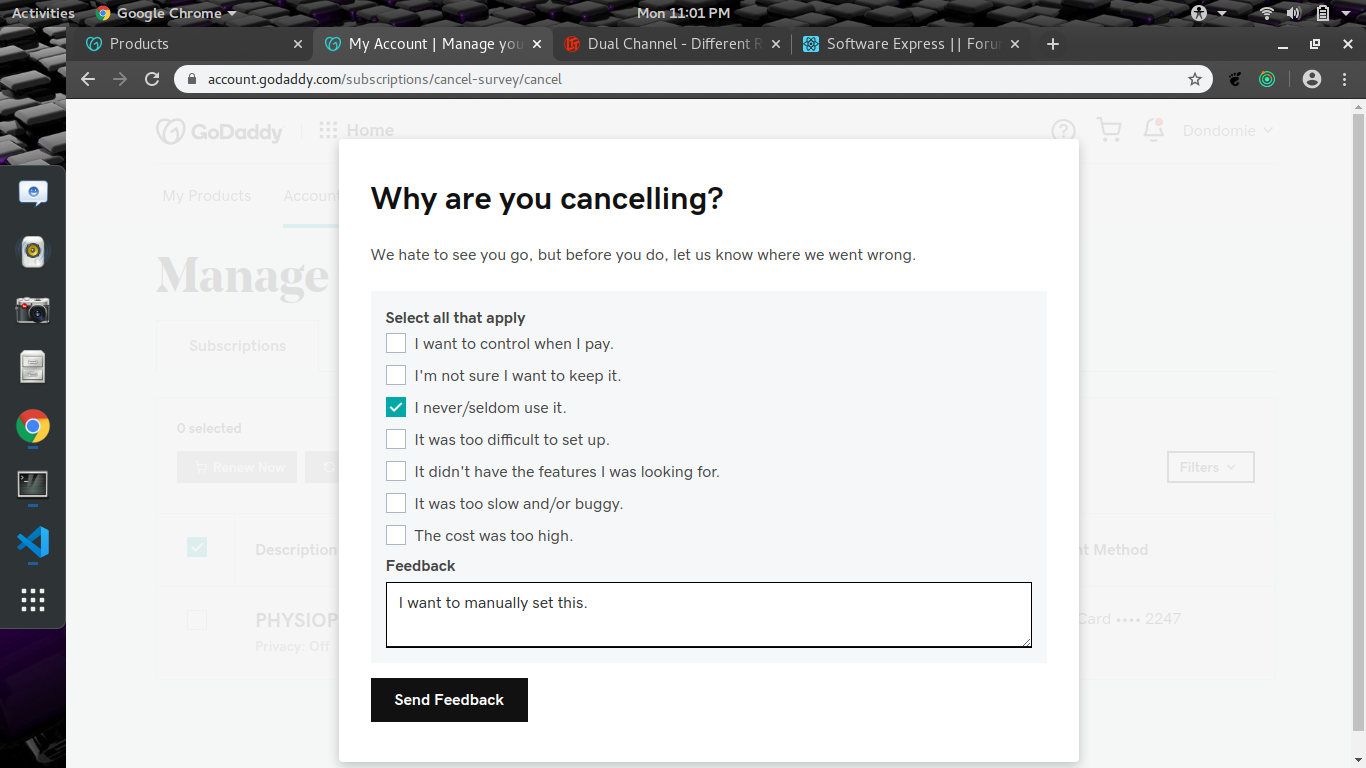 Activities Google Chrome Mon 11:01 PM
Products My Account | Manage you Dual Channel - Different R Software Express || Foru
account.godaddy.com/subscriptions/cancel-survey/cancel
GoDaddy Home Dondomie
My Products Account
Manage
Subscriptions
0 selected
Renew Now
Filters
Description
nt Method
PHYSIOP
Card •••• 2247
Privacy: Off
Why are you cancelling?
We hate to see you go, but before you do, let us know where we went wrong.
Select all that apply
I want to control when I pay.
I'm not sure I want to keep it.
I never/seldom use it.
It was too difficult to set up.
It didn't have the features I was looking for.
It was too slow and/or buggy.
The cost was too high.
Feedback
I want to manually set this.
Send Feedback